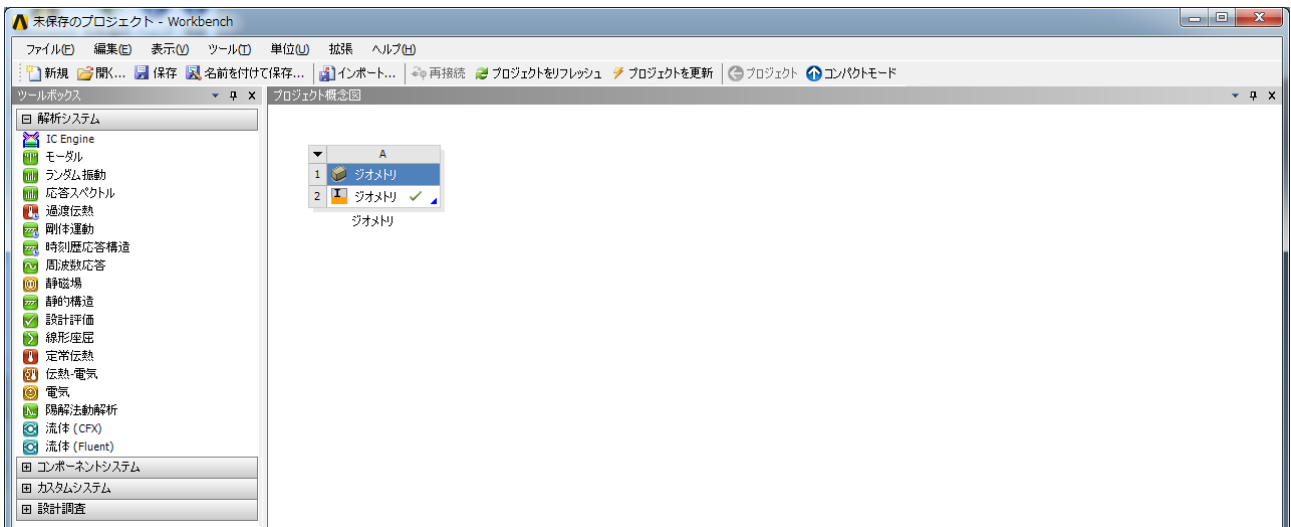 未保存のプロジェクト - Workbench
ファイル(F) 編集(E) 表示(V) ツール(T) 単位(U) 拡張 ヘルプ(H)
新規 開く... 保存 名前を付けて保存... インポート... 再接続 プロジェクトをリフレッシュ プロジェクトを更新 プロジェクト コンパクトモード
ツールボックス プロジェクト概念図
解析システム
IC Engine
モーダル
ランダム振動
応答スペクトル
過渡伝熱
剛体運動
時刻歴応答構造
周波数応答
静磁場
静的構造
設計評価
線形座屈
定常伝熱
伝熱-電気
電気
陽解法動解析
流体 (CFX)
流体 (Fluent)
コンポーネントシステム
カスタムシステム
設計調査
A
1 ジオメトリ
2 ジオメトリ
ジオメトリ